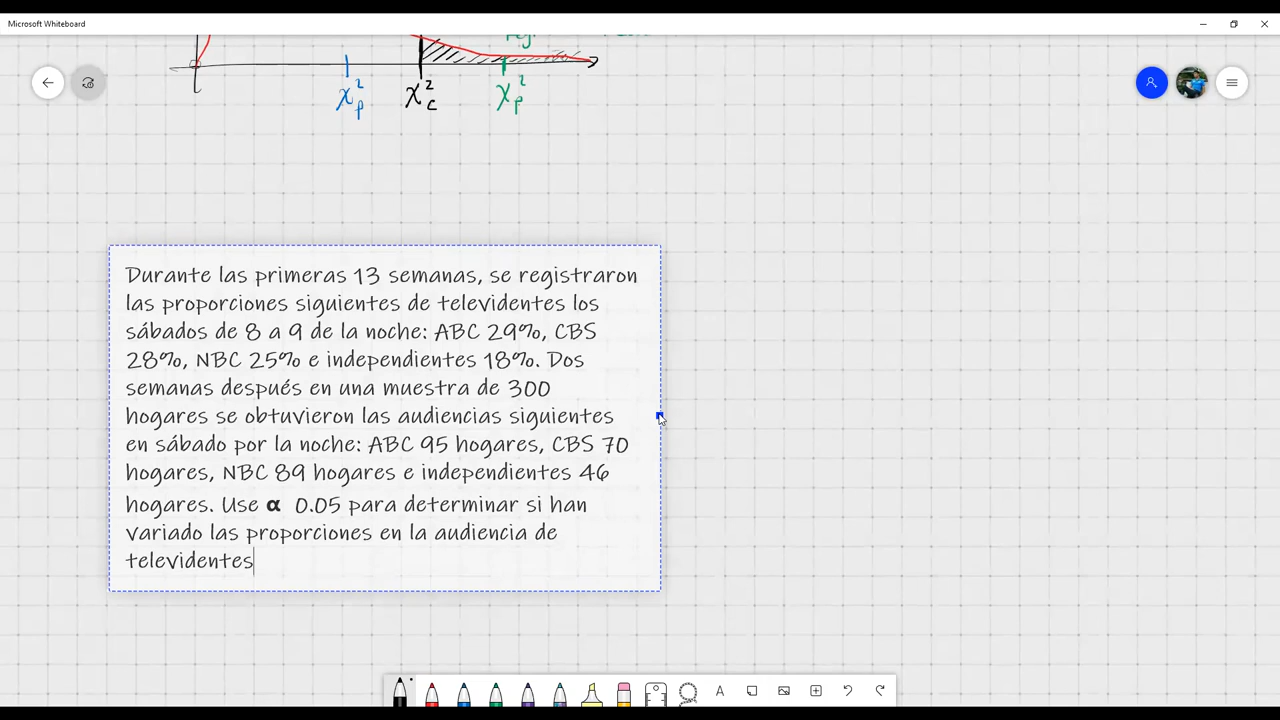 Microsoft Whiteboard
χ²p χ²c χ²p
Durante las primeras 13 semanas, se registraron
las proporciones siguientes de televidentes los
sábados de 8 a 9 de la noche: ABC 29%, CBS
28%, NBC 25% e independientes 18%. Dos
semanas después en una muestra de 300
hogares se obtuvieron las audiencias siguientes
en sábado por la noche: ABC 95 hogares, CBS 70
hogares, NBC 89 hogares e independientes 46
hogares. Use α 0.05 para determinar si han
variado las proporciones en la audiencia de
televidentes
A